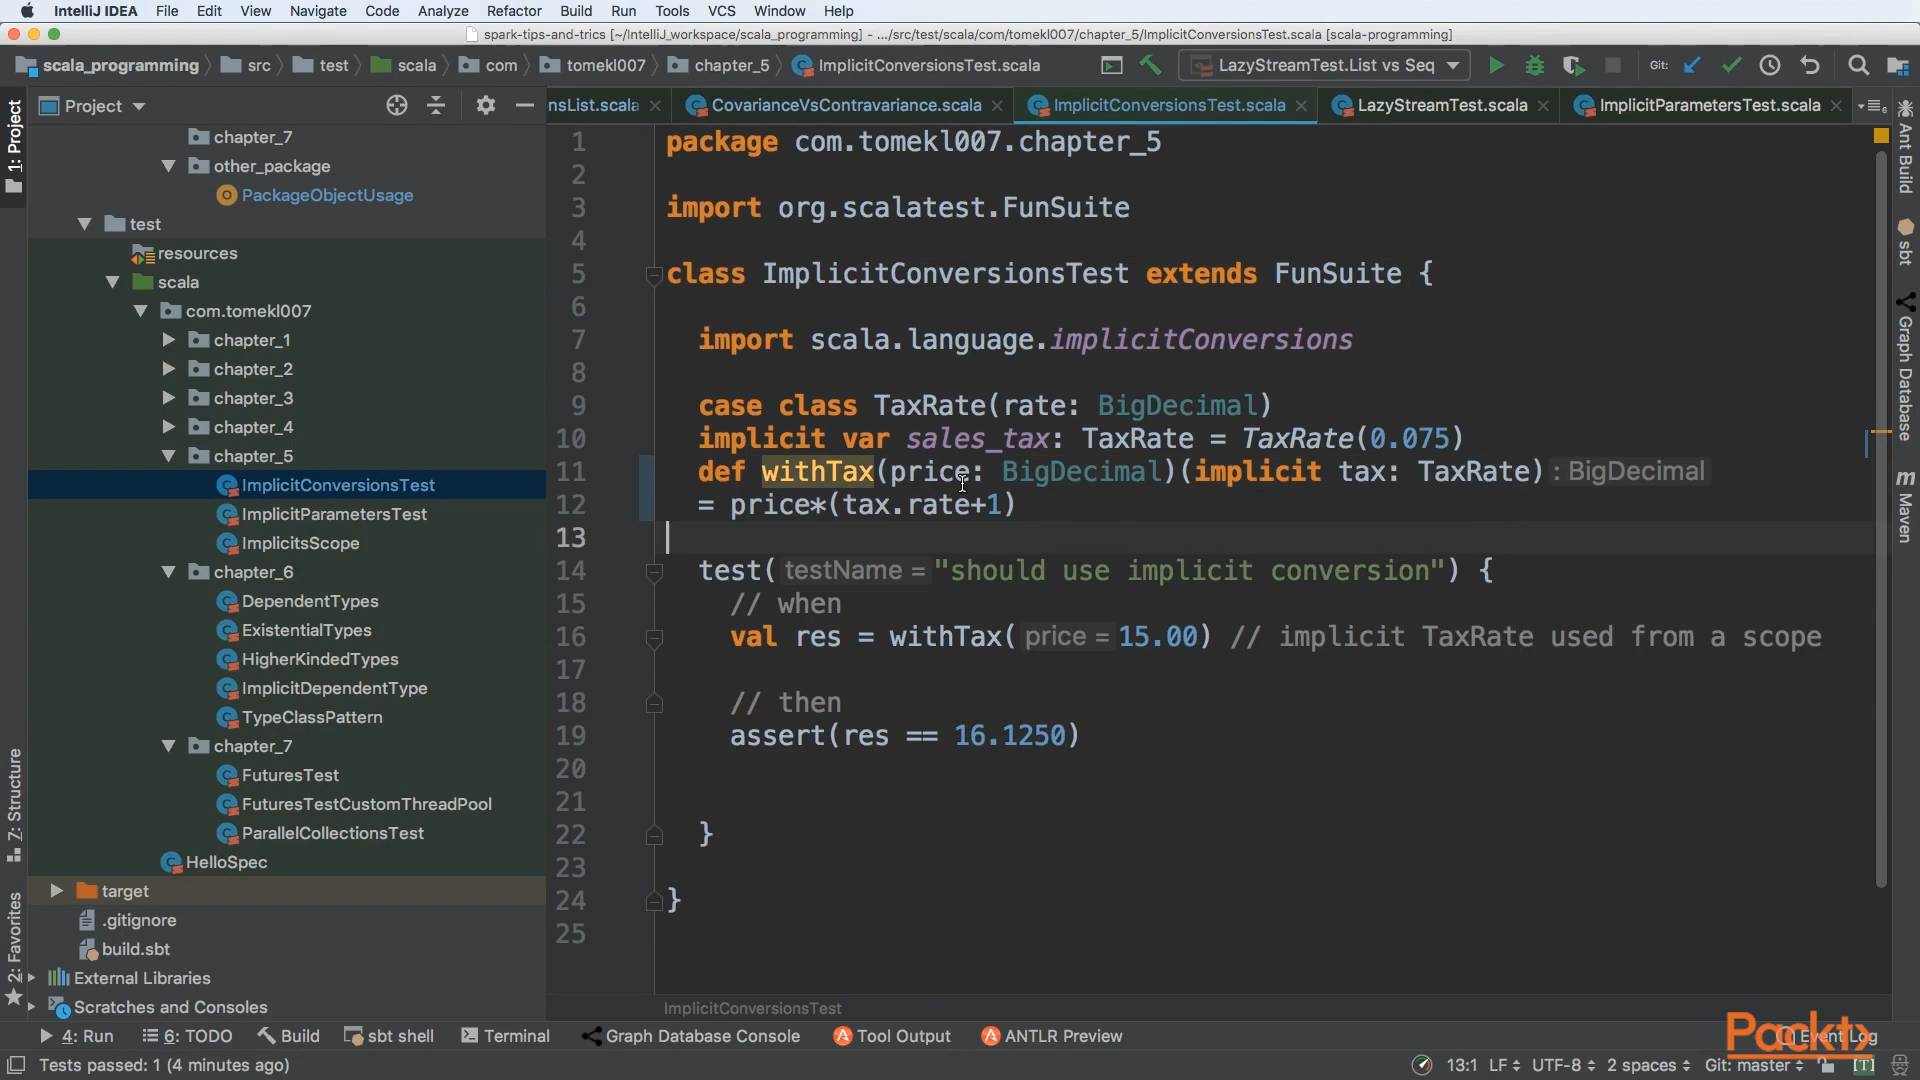 IntelliJ IDEA File Edit View Navigate Code Analyze Refactor Build Run Tools VCS Window Help
spark-tips-and-trics [~/IntelliJ_workspace/scala_programming] - .../src/test/scala/com/tomekl007/chapter_5/ImplicitConversionsTest.scala [scala-programming]
scala_programming src test scala com tomekl007 chapter_5 ImplicitConversionsTest.scala LazyStreamTest.List vs Seq Git:
Project nsList.scala CovarianceVsContravariance.scala ImplicitConversionsTest.scala LazyStreamTest.scala ImplicitParametersTest.scala
1: Project
Z: Structure
2: Favorites
chapter_7
other_package
PackageObjectUsage
test
resources
scala
com.tomekl007
chapter_1
chapter_2
chapter_3
chapter_4
chapter_5
ImplicitConversionsTest
ImplicitParametersTest
ImplicitsScope
chapter_6
DependentTypes
ExistentialTypes
HigherKindedTypes
ImplicitDependentType
TypeClassPattern
chapter_7
FuturesTest
FuturesTestCustomThreadPool
ParallelCollectionsTest
HelloSpec
target
.gitignore
build.sbt
External Libraries
Scratches and Consoles
1 package com.tomekl007.chapter_5
2
3 import org.scalatest.FunSuite
4
5 class ImplicitConversionsTest extends FunSuite {
6
7 import scala.language.implicitConversions
8
9 case class TaxRate(rate: BigDecimal)
10 implicit var sales_tax: TaxRate = TaxRate(0.075)
11 def withTax(price: BigDecimal)(implicit tax: TaxRate) : BigDecimal
12 = price*(tax.rate+1)
13
14 test( testName = "should use implicit conversion") {
15 // when
16 val res = withTax( price = 15.00) // implicit TaxRate used from a scope
17
18 // then
19 assert(res == 16.1250)
20
21
22 }
23
24 }
25
ImplicitConversionsTest
Ant Build
sbt
Graph Database
m Maven
4: Run 6: TODO Build sbt shell Terminal Graph Database Console Tool Output ANTLR Preview Event Log
Packt>
Tests passed: 1 (4 minutes ago) 13:1 LF UTF-8 2 spaces Git: master [T]